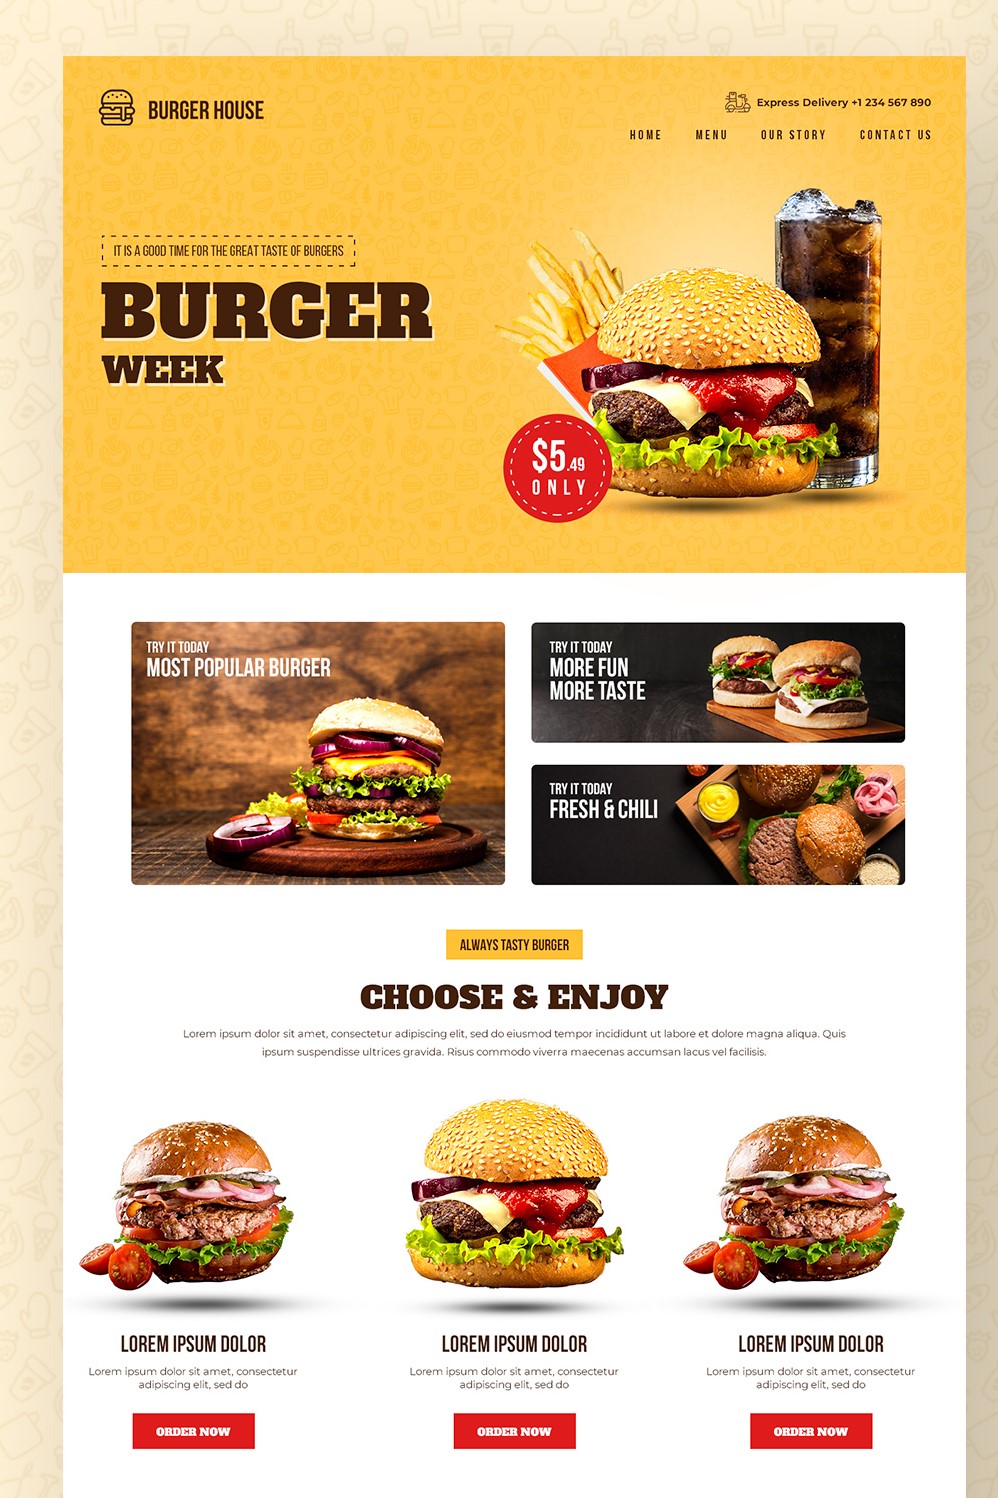 BURGER HOUSE
Express Delivery +1 234 567 890
HOME MENU OUR STORY CONTACT US
IT IS A GOOD TIME FOR THE GREAT TASTE OF BURGERS
BURGER
WEEK
$5.49
ONLY
TRY IT TODAY
MOST POPULAR BURGER
TRY IT TODAY
MORE FUN
MORE TASTE
TRY IT TODAY
FRESH & CHILI
ALWAYS TASTY BURGER
CHOOSE & ENJOY
Lorem ipsum dolor sit amet, consectetur adipiscing elit, sed do eiusmod tempor incididunt ut labore et dolore magna aliqua. Quis
ipsum suspendisse ultrices gravida. Risus commodo viverra maecenas accumsan lacus vel facilisis.
LOREM IPSUM DOLOR
Lorem ipsum dolor sit amet, consectetur
adipiscing elit, sed do
ORDER NOW
LOREM IPSUM DOLOR
Lorem ipsum dolor sit amet, consectetur
adipiscing elit, sed do
ORDER NOW
LOREM IPSUM DOLOR
Lorem ipsum dolor sit amet, consectetur
adipiscing elit, sed do
ORDER NOW